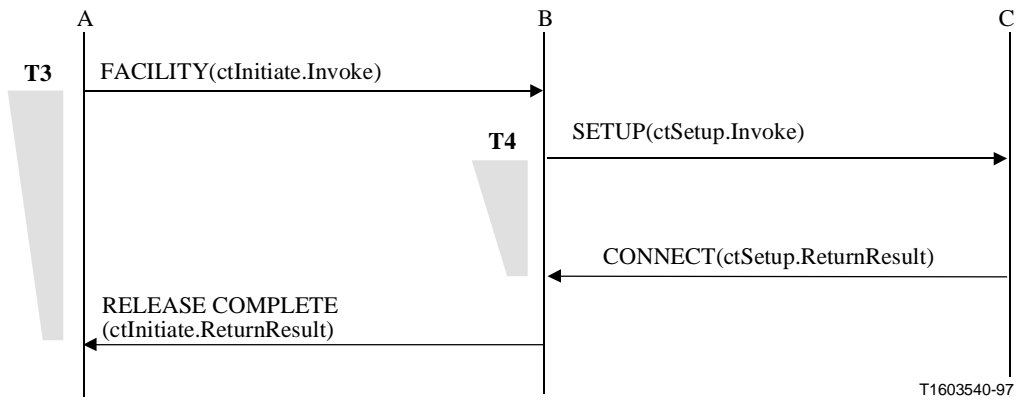 A
B
C
T3
FACILITY(ctInitiate.Invoke)
T4
SETUP(ctSetup.Invoke)
CONNECT(ctSetup.ReturnResult)
RELEASE COMPLETE
(ctInitiate.ReturnResult)
T1603540-97